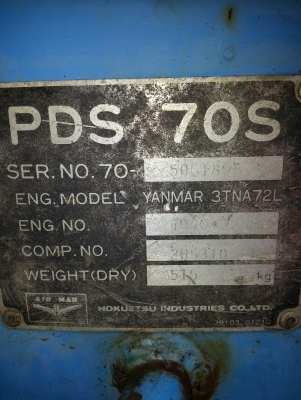 PDS 70S
SER. NO. 70-
ENG. MODEL YANMAR 3TNA72L
ENG. NO.
COMP. NO.
WEIGHT(DRY) 515 kg
AIR MAN
HOKUETSU INDUSTRIES CO., LTD.